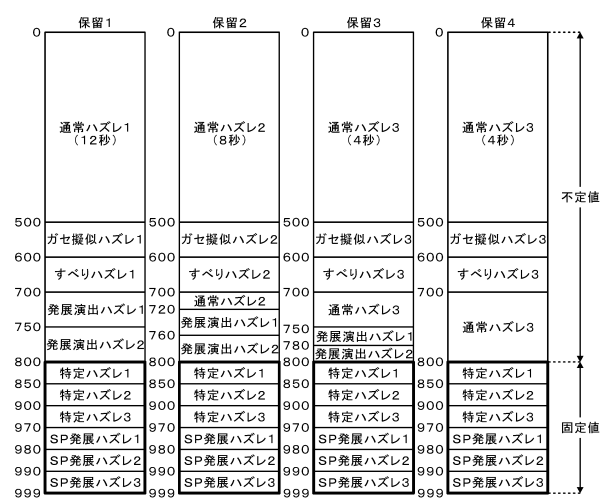 保留1
保留2
保留3
保留4
0
通常ハズレ1
(12秒)
500
ガセ擬似ハズレ1
600
すべりハズレ1
700
発展演出ハズレ1
750
発展演出ハズレ2
800
特定ハズレ1
850
特定ハズレ2
900
特定ハズレ3
970
SP発展ハズレ1
980
SP発展ハズレ2
990
SP発展ハズレ3
999
0
通常ハズレ2
(8秒)
500
ガセ擬似ハズレ2
600
すべりハズレ2
700
通常ハズレ2
720
発展演出ハズレ1
760
発展演出ハズレ2
800
特定ハズレ1
850
特定ハズレ2
900
特定ハズレ3
970
SP発展ハズレ1
980
SP発展ハズレ2
990
SP発展ハズレ3
999
0
通常ハズレ3
(4秒)
500
ガセ擬似ハズレ3
600
すべりハズレ3
700
通常ハズレ3
750
発展演出ハズレ1
780
発展演出ハズレ2
800
特定ハズレ1
850
特定ハズレ2
900
特定ハズレ3
970
SP発展ハズレ1
980
SP発展ハズレ2
990
SP発展ハズレ3
999
0
通常ハズレ3
(4秒)
500
ガセ擬似ハズレ3
600
すべりハズレ3
700
通常ハズレ3
800
特定ハズレ1
850
特定ハズレ2
900
特定ハズレ3
970
SP発展ハズレ1
980
SP発展ハズレ2
990
SP発展ハズレ3
999
不定値
固定値